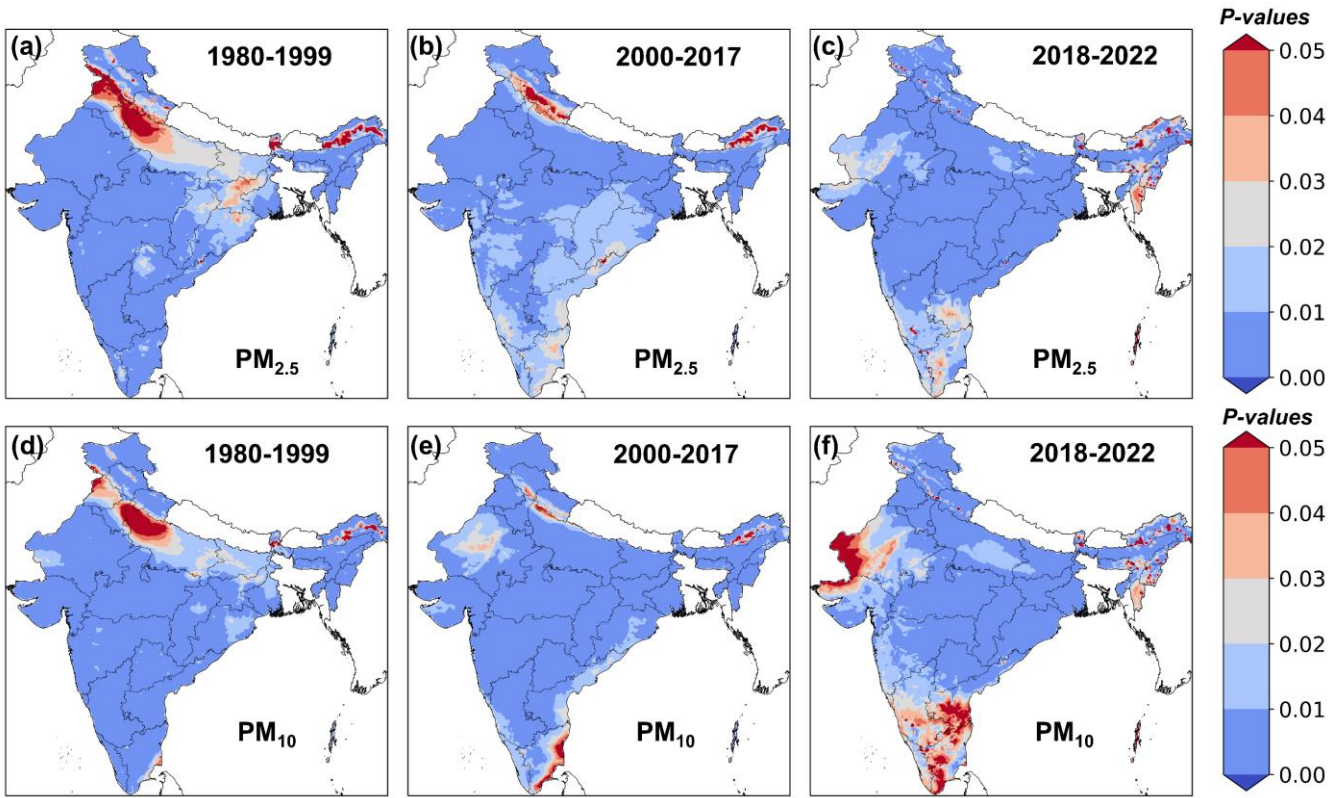 P-values
(a) 1980-1999
(b) 2000-2017
(c) 2018-2022
PM2.5
PM2.5
PM2.5
0.05
0.04
0.03
0.02
0.01
0.00
P-values
(d) 1980-1999
(e) 2000-2017
(f) 2018-2022
PM10
PM10
PM10
0.05
0.04
0.03
0.02
0.01
0.00